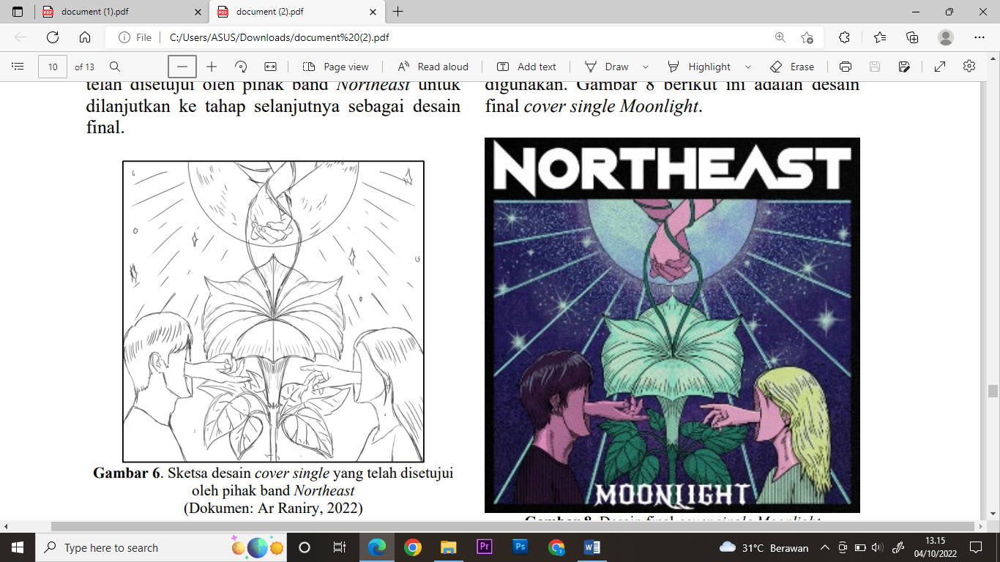 document (1).pdf
document (2).pdf
File
C:/Users/ASUS/Downloads/document%20(2).pdf
10
of 13
Page view
Read aloud
Add text
Draw
Highlight
Erase
telah disetujui oleh pihak band Northeast untuk
dilanjutkan ke tahap selanjutnya sebagai desain
final.
Gambar 6. Sketsa desain cover single yang telah disetujui
oleh pihak band Northeast
(Dokumen: Ar Raniry, 2022)
digunakan. Gambar 8 berikut ini adalah desain
final cover single Moonlight.
NORTHEAST
MOONLIGHT
Gambar 8. Desain final cover single Moonlight
Type here to search
31°C Berawan
13.15
04/10/2022